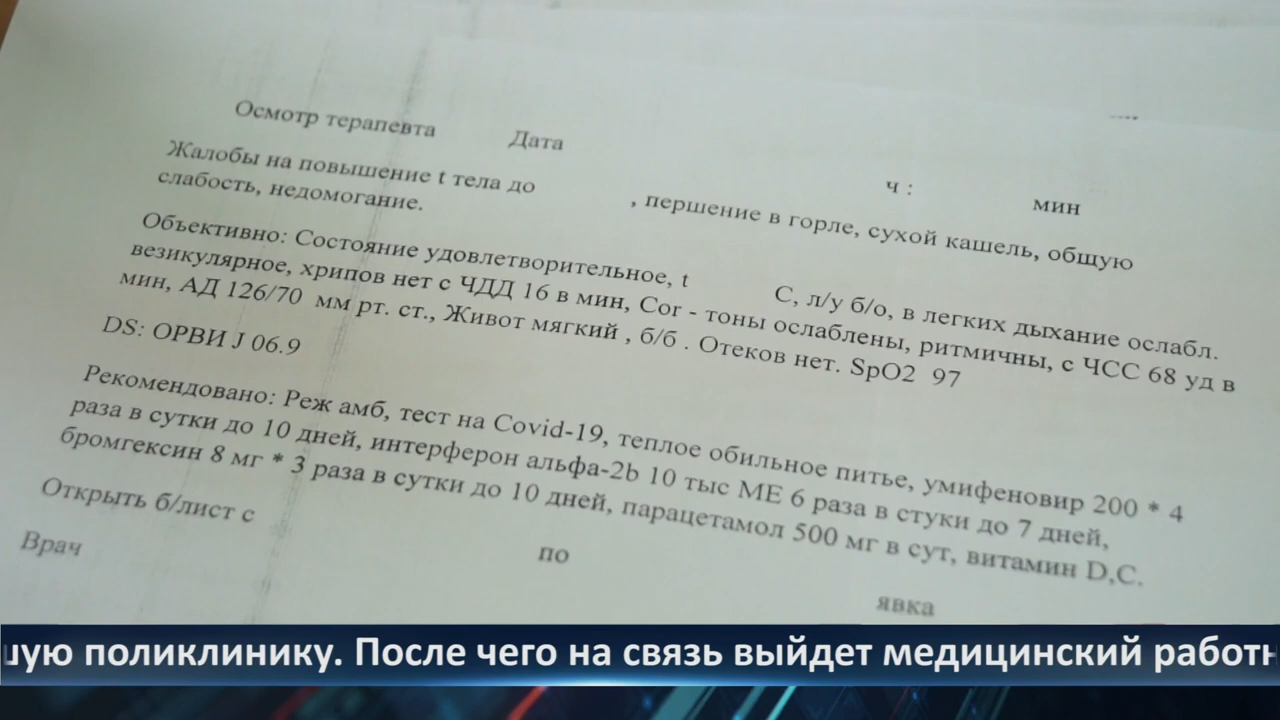 Осмотр терапевта Дата ч : мин
Жалобы на повышение t тела до , першение в горле, сухой кашель, общую
слабость, недомогание.
Объективно: Состояние удовлетворительное, t С, л/у б/о, в легких дыхание ослабл.
везикулярное, хрипов нет с ЧДД 16 в мин, Cor - тоны ослаблены, ритмичны, с ЧСС 68 уд в
мин, АД 126/70 мм рт. ст., Живот мягкий , б/б . Отеков нет. SpO2 97
DS: ОРВИ J 06.9
Рекомендовано: Реж амб, тест на Covid-19, теплое обильное питье, умифеновир 200 * 4
раза в сутки до 10 дней, интерферон альфа-2b 10 тыс МЕ 6 раза в стуки до 7 дней,
бромгексин 8 мг * 3 раза в сутки до 10 дней, парацетамол 500 мг в сут, витамин D,C.
Открыть б/лист с по явка
Врач
шую поликлинику. После чего на связь выйдет медицинский работн